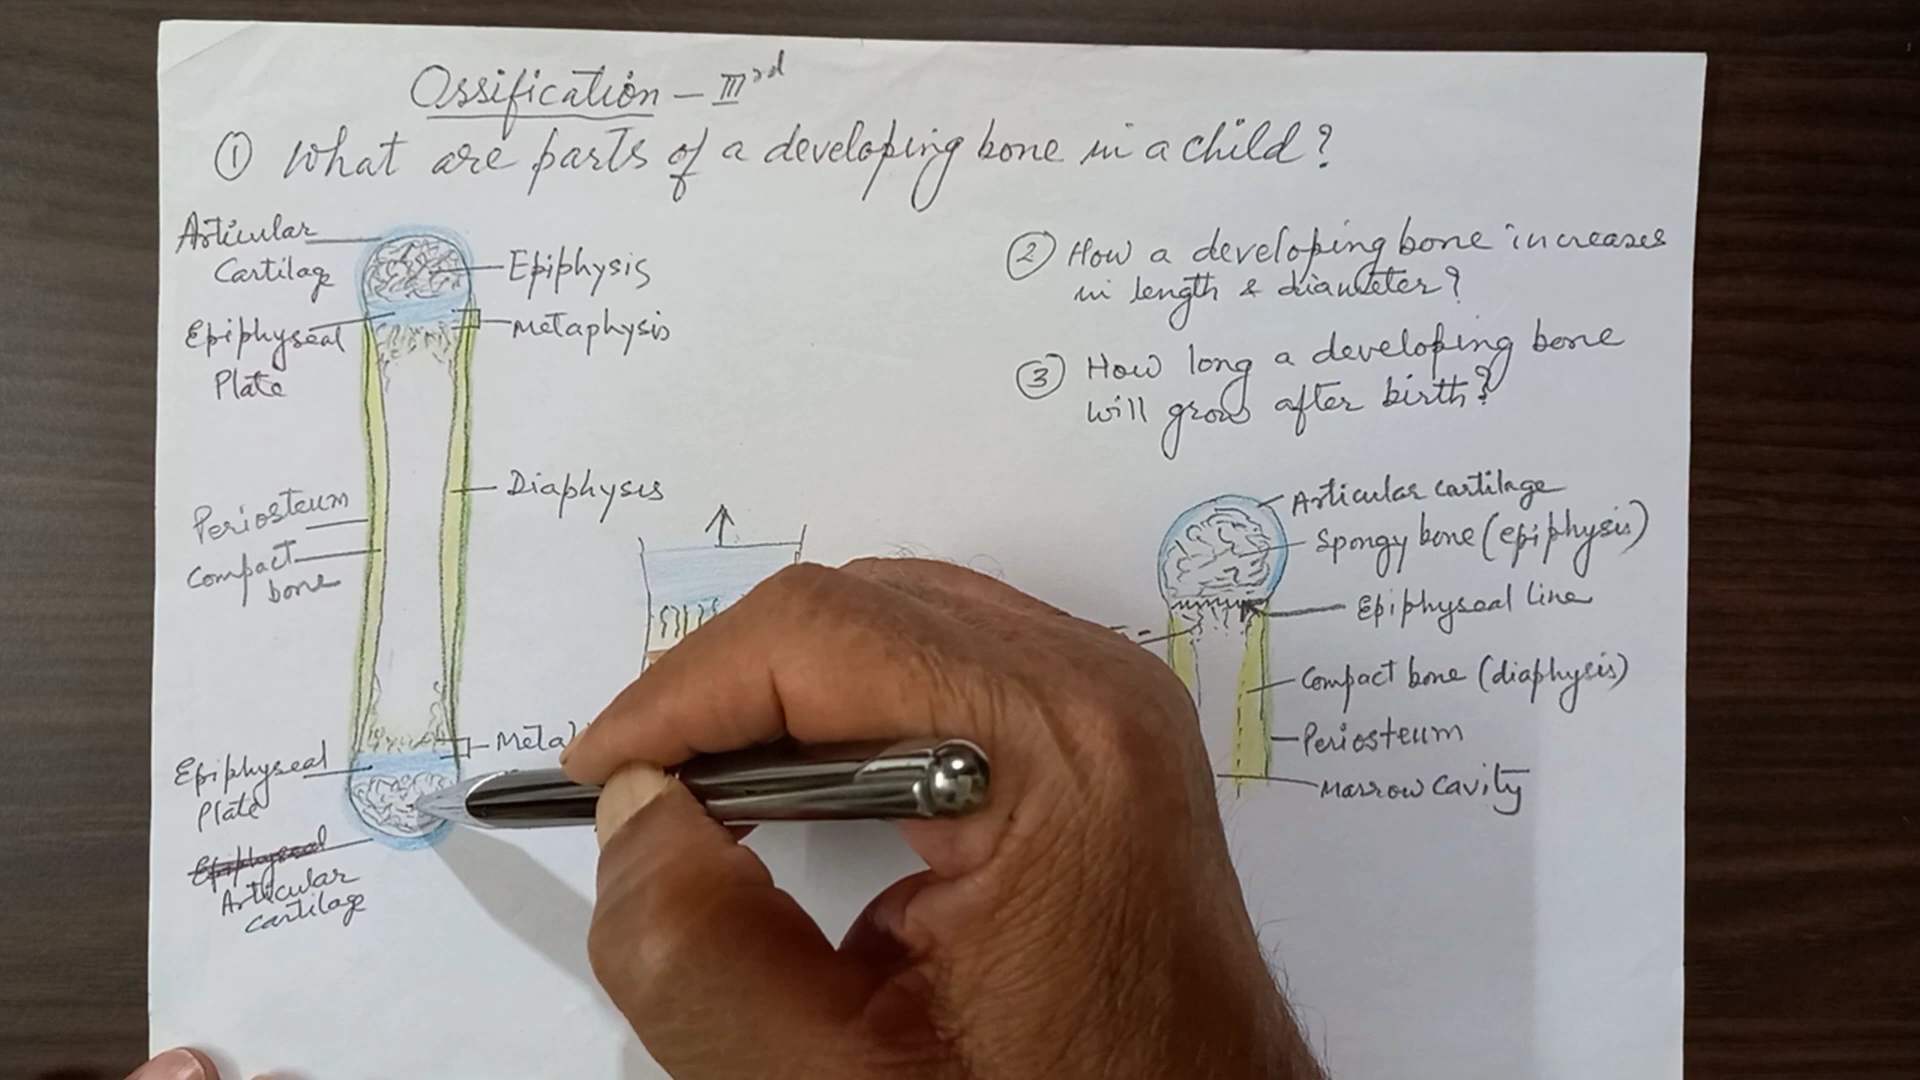 Ossification - IIIrd
① What are parts of a developing bone in a child?
Articular
Cartilage
Epiphysis
Epiphyseal
Plate
Metaphysis
Periosteum
Compact
bone
Diaphysis
Epiphyseal
Plate
Epiphyseal
Articular
Cartilage
② How a developing bone increases
in length & diameter?
③ How long a developing bone
will grow after birth?
Articular cartilage
Spongy bone (epiphysis)
Epiphyseal line
Compact bone (diaphysis)
Periosteum
Marrow cavity